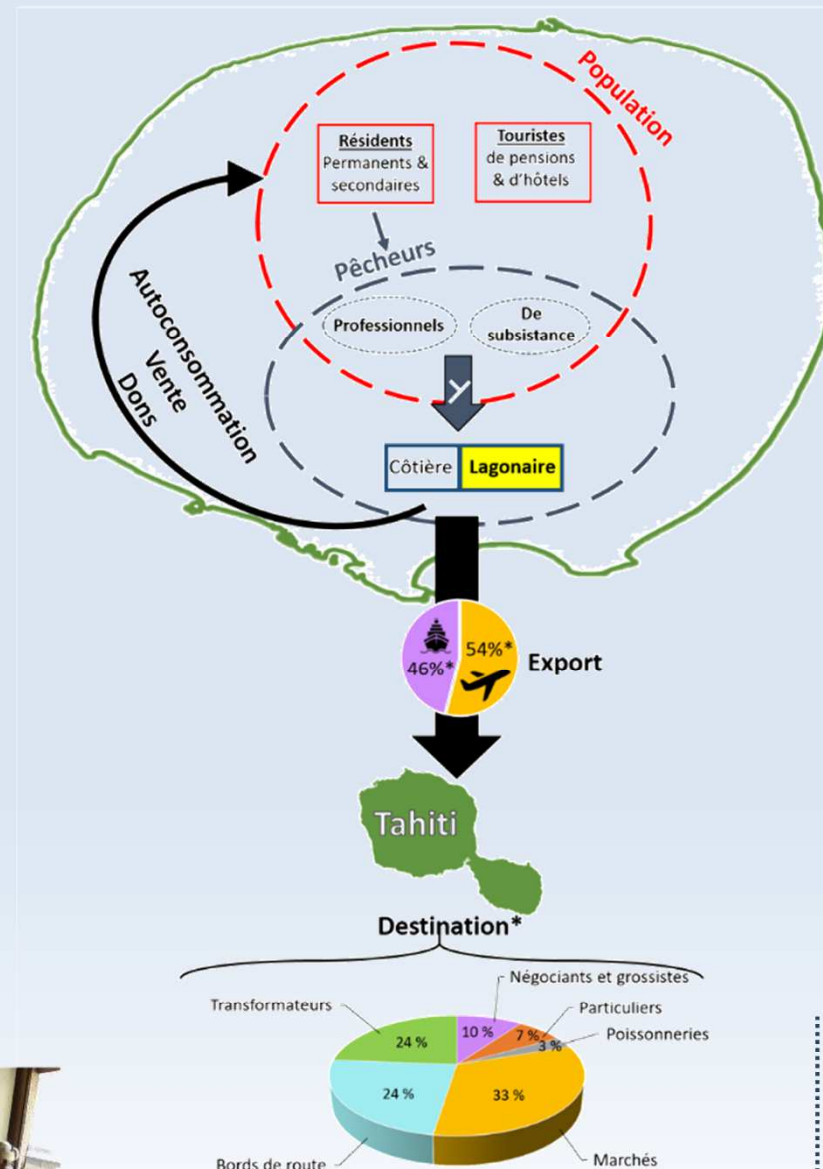 Population
Résidents
Permanents &
secondaires
Touristes
de pensions
& d'hôtels
Pêcheurs
Professionnels
De
subsistance
Autoconsommation
Vente
Dons
Côtière
Lagonaire
46%*
54%*
Export
Tahiti
Destination*
Négociants et grossistes
Transformateurs
Particuliers
Poissonneries
10 %
7 %
3 %
24 %
24 %
33 %
Bords de route
Marchés